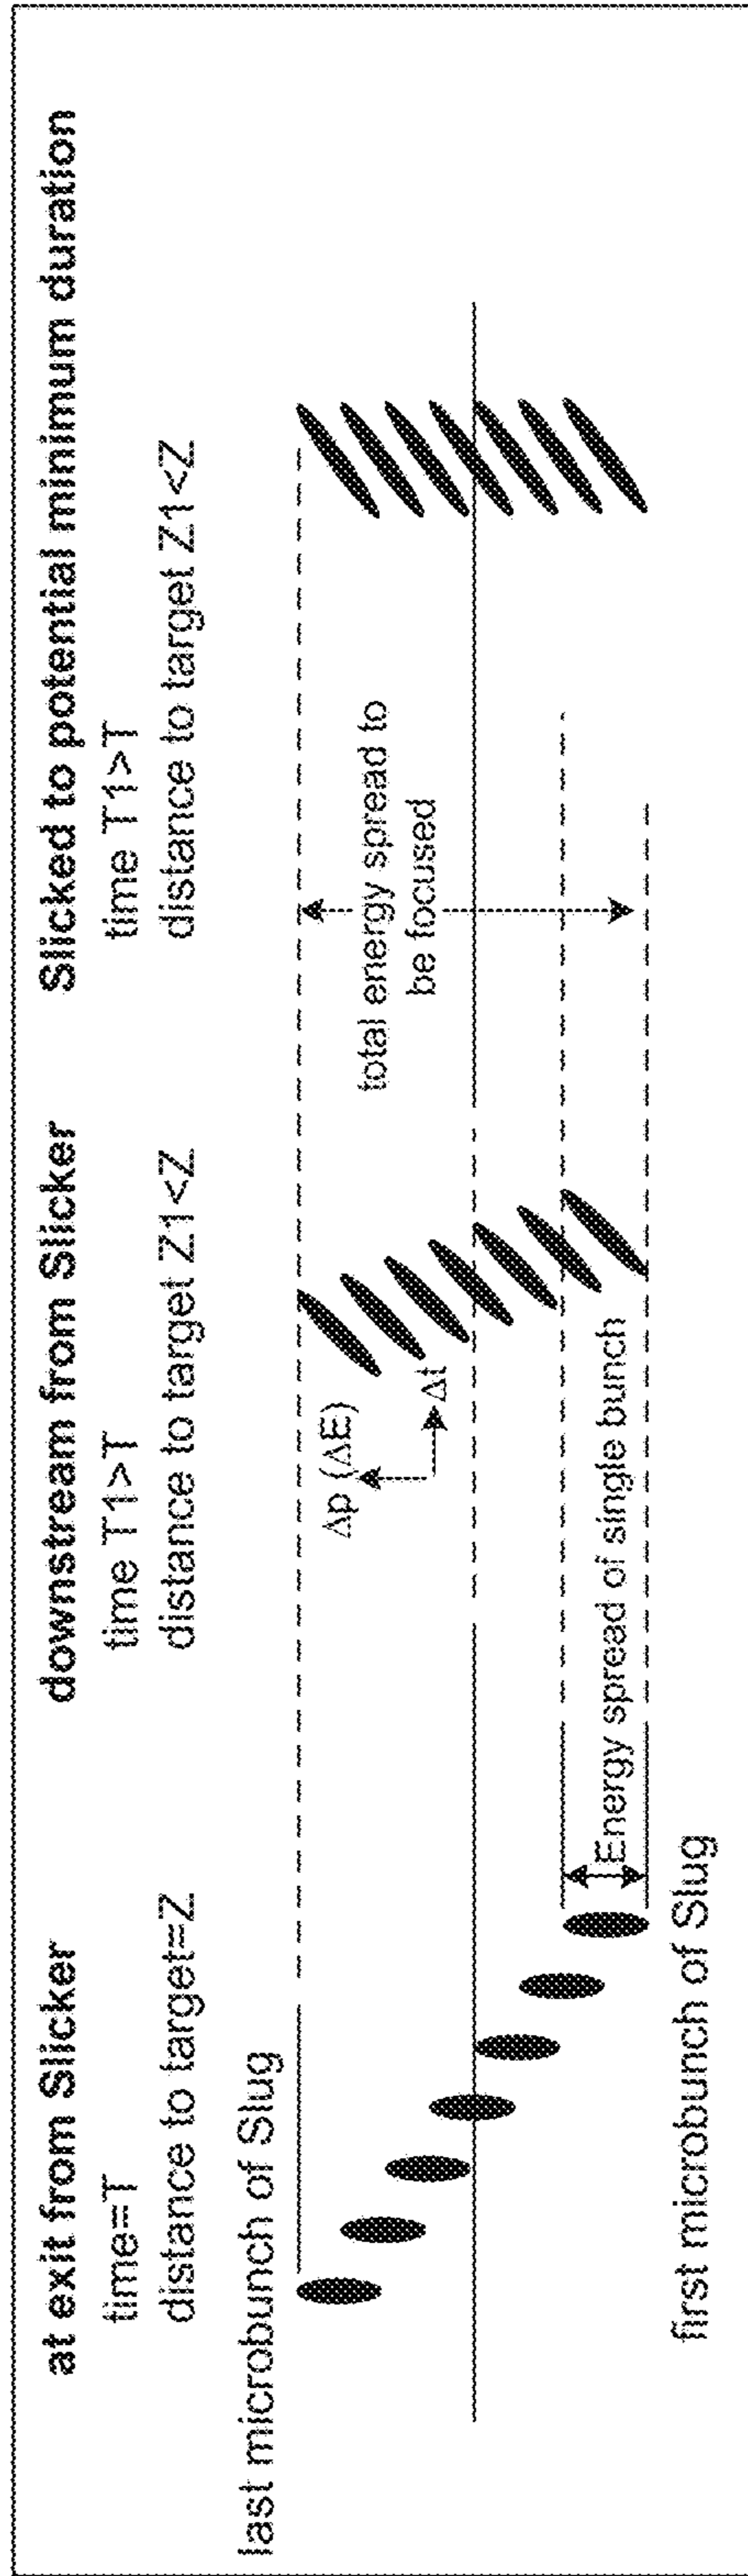 at exit from Slicker
time=T
distance to target=Z
downstream from Slicker
time T1>T
distance to target Z1<Z
Slicked to potential minimum duration
time T1>T
distance to target Z1<Z
last microbunch of Slug
Δp (ΔE)
Δt
total energy spread to
be focused
Energy spread of single bunch
first microbunch of Slug